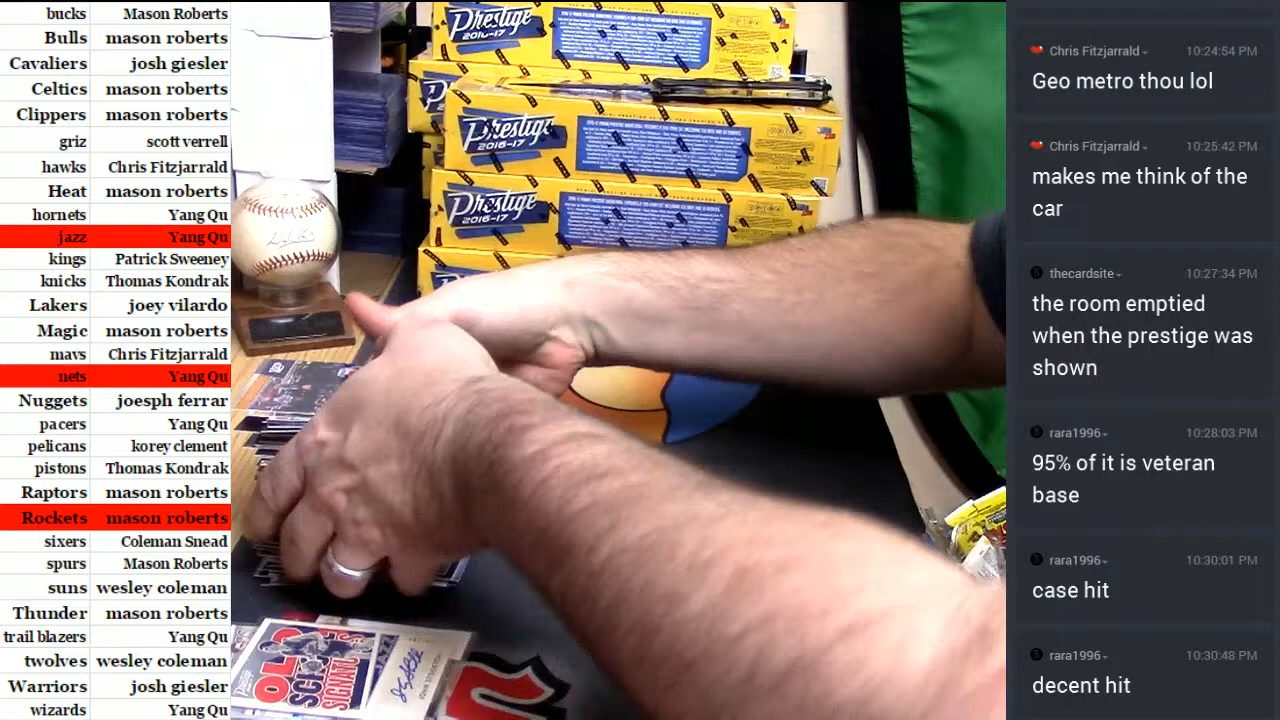 bucks Mason Roberts
Bulls mason roberts
Cavaliers josh giesler
Celtics mason roberts
Clippers mason roberts
griz scott verrell
hawks Chris Fitzjarrald
Heat mason roberts
hornets Yang Qu
jazz Yang Qu
kings Patrick Sweeney
knicks Thomas Kondrak
Lakers joey vilardo
Magic mason roberts
mavs Chris Fitzjarrald
nets Yang Qu
Nuggets joesph ferrar
pacers Yang Qu
pelicans korey clement
pistons Thomas Kondrak
Raptors mason roberts
Rockets mason roberts
sixers Coleman Snead
spurs Mason Roberts
suns wesley coleman
Thunder mason roberts
trail blazers Yang Qu
twolves wesley coleman
Warriors josh giesler
wizards Yang Qu
Prestige
2016-17
Prestige
2016-17
Prestige
2016-17
OLD
SCHOOL
SIGNATURES
Chris Fitzjarrald 10:24:54 PM
Geo metro thou lol
Chris Fitzjarrald 10:25:42 PM
makes me think of the
car
thecardsite 10:27:34 PM
the room emptied
when the prestige was
shown
rara1996 10:28:03 PM
95% of it is veteran
base
rara1996 10:30:01 PM
case hit
rara1996 10:30:48 PM
decent hit